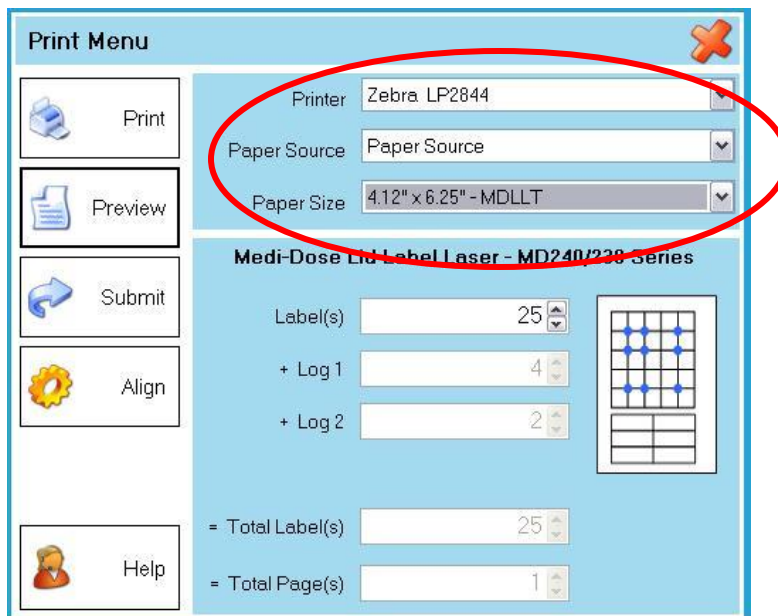 Print Menu
Print
Preview
Submit
Align
Help
Printer Zebra LP2844
Paper Source Paper Source
Paper Size 4.12" x 6.25" - MDLLT
Medi-Dose Lid Label Laser - MD240/230 Series
Label(s) 25
+ Log 1 4
+ Log 2 2
= Total Label(s) 25
= Total Page(s) 1